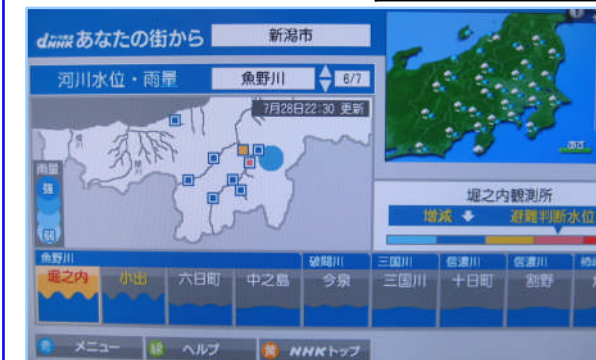 dNHK あなたの街から 新潟市
河川水位・雨量 魚野川 6/7
7月28日22:30 更新
雨量
強
弱
堀之内観測所
増減 避難判断水位
魚野川 破間川 三国川 信濃川 信濃川
堀之内 小出 六日町 中之島 今泉 三国川 十日町 割野
青 メニュー 緑 ヘルプ 黄 NHKトップ